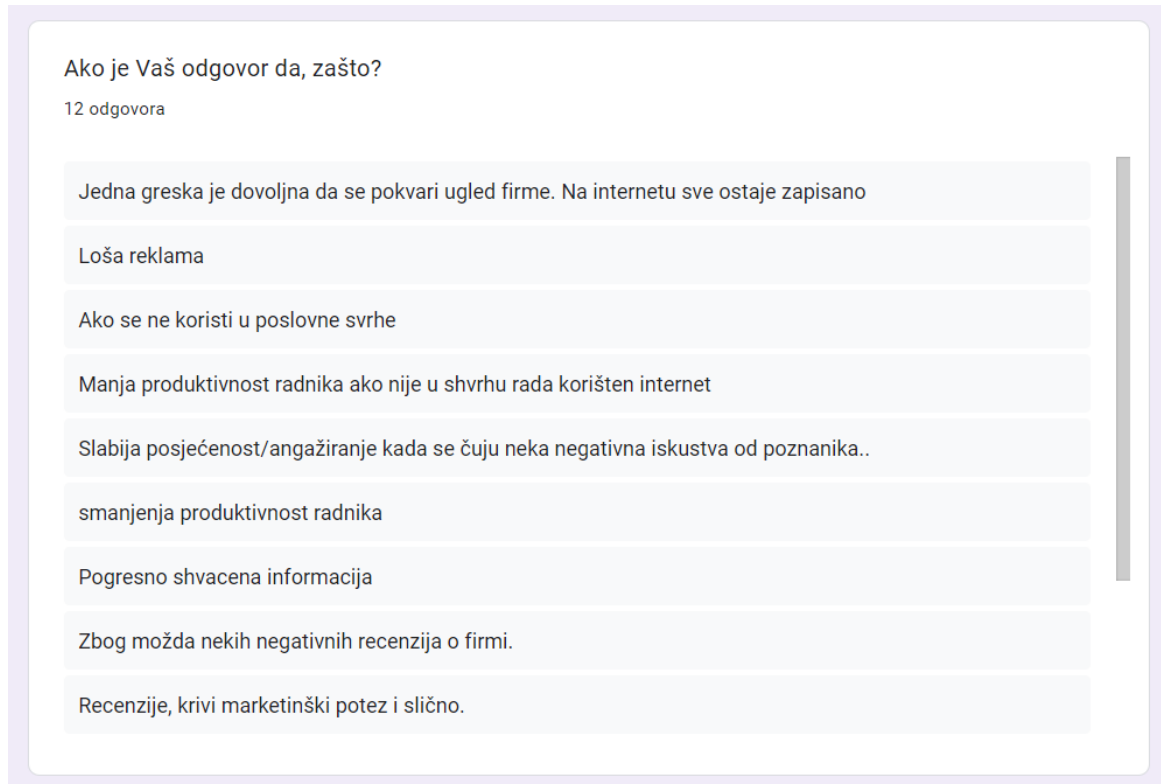 Ako je Vaš odgovor da, zašto?
12 odgovora
Jedna greska je dovoljna da se pokvari ugled firme. Na internetu sve ostaje zapisano
Loša reklama
Ako se ne koristi u poslovne svrhe
Manja produktivnost radnika ako nije u shvrhu rada korišten internet
Slabija posjećenost/angažiranje kada se čuju neka negativna iskustva od poznanika..
smanjenja produktivnost radnika
Pogresno shvacena informacija
Zbog možda nekih negativnih recenzija o firmi.
Recenzije, krivi marketinški potez i slično.